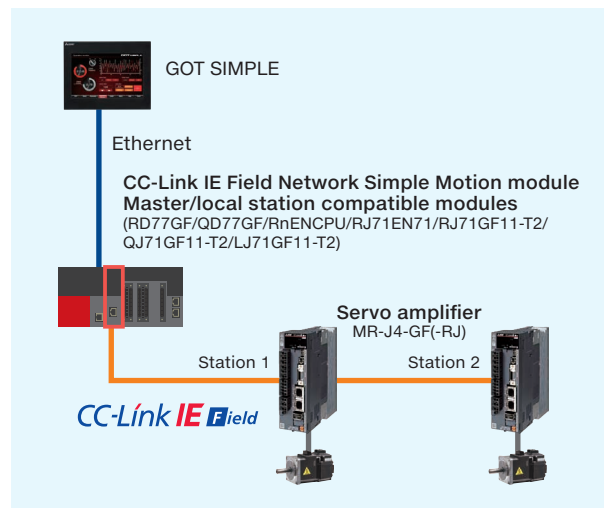 GOT SIMPLE
Ethernet
CC-Link IE Field Network Simple Motion module
Master/local station compatible modules
(RD77GF/QD77GF/RnENCPU/RJ71EN71/RJ71GF11-T2/
QJ71GF11-T2/LJ71GF11-T2)
Servo amplifier
MR-J4-GF(-RJ)
Station 1
Station 2
CC-Link IE Field